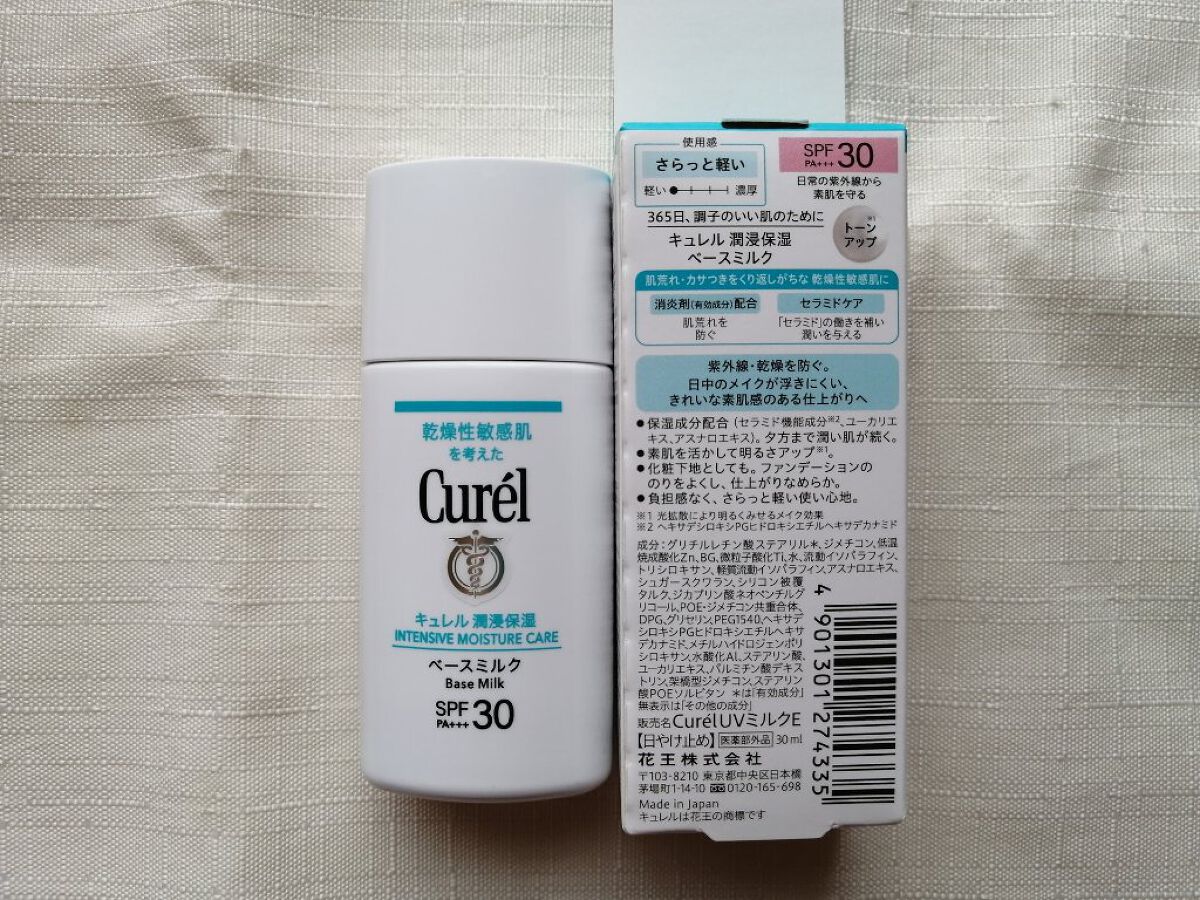 乾燥性敏感肌
を考えた
Curél
キュレル 潤浸保湿
INTENSIVE MOISTURE CARE
ベースミルク
Base Milk
SPF 30
PA+++
使用感
さらっと軽い
軽い 濃厚
SPF 30
PA+++
日常の紫外線から
素肌を守る
365日、調子のいい肌のために
キュレル 潤浸保湿
ベースミルク
トーン※1
アップ
肌荒れ・カサつきをくり返しがちな 乾燥性敏感肌に
消炎剤(有効成分)配合
肌荒れを
防ぐ
セラミドケア
「セラミド」の働きを補い
潤いを与える
紫外線・乾燥を防ぐ。
日中のメイクが浮きにくい、
きれいな素肌感のある仕上がりへ
●保湿成分配合(セラミド機能成分※2、ユーカリエ
キス、アスナロエキス)。夕方まで潤い肌が続く。
●素肌を活かして明るさアップ※1。
●化粧下地としても。ファンデーションの
のりをよくし、仕上がりなめらか。
●負担感なく、さらっと軽い使い心地。
※1 光拡散により明るくみせるメイク効果
※2 ヘキサデシロキシPGヒドロキシエチルヘキサデカナミド
成分:グリチルレチン酸ステアリル*、ジメチコン、低温
焼成酸化Zn、BG、微粒子酸化Ti、水、流動イソパラフィン、
トリシロキサン、軽質流動イソパラフィン、アスナロエキス、
シュガースクワラン、シリコン被覆
タルク、ジカプリン酸ネオペンチルグ
リコール、POE・ジメチコン共重合体、
DPG、グリセリン、PEG1540、ヘキサデ
シロキシPGヒドロキシエチルヘキサ
デカナミド、メチルハイドロジェンポリ
シロキサン、水酸化Al、ステアリン酸、
ユーカリエキス、パルミチン酸デキス
トリン、架橋型ジメチコン、ステアリン
酸POEソルビタン *は「有効成分」
無表示は「その他の成分」
販売名 Curél UVミルクE
【日やけ止め】 医薬部外品 30ml
花王株式会社
〒103-8210 東京都中央区日本橋
茅場町1-14-10 0120-165-698
Made in Japan
キュレルは花王の商標です
4 901301 274335